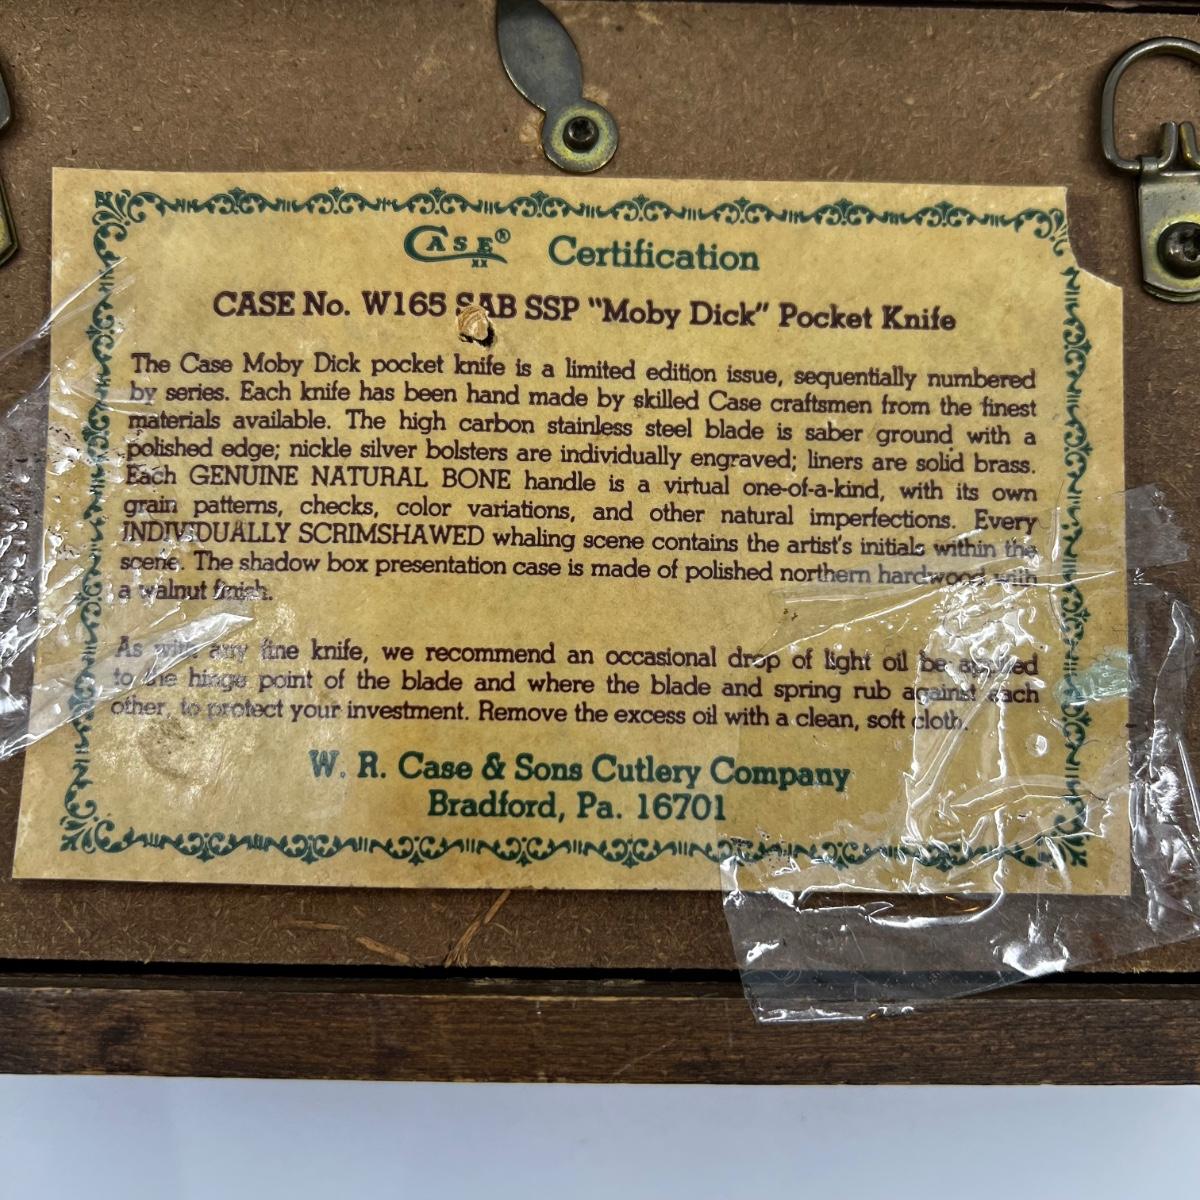 CASE® XX Certification
CASE No. W165 SAB SSP "Moby Dick" Pocket Knife
The Case Moby Dick pocket knife is a limited edition issue, sequentially numbered
by series. Each knife has been hand made by skilled Case craftsmen from the finest
materials available. The high carbon stainless steel blade is saber ground with a
polished edge; nickle silver bolsters are individually engraved; liners are solid brass.
Each GENUINE NATURAL BONE handle is a virtual one-of-a-kind, with its own
grain patterns, checks, color variations, and other natural imperfections. Every
INDIVIDUALLY SCRIMSHAWED whaling scene contains the artist's initials within the
scene. The shadow box presentation case is made of polished northern hardwood with
a walnut finish.
As with any fine knife, we recommend an occasional drop of light oil be applied
to the hinge point of the blade and where the blade and spring rub against each
other, to protect your investment. Remove the excess oil with a clean, soft cloth.
W. R. Case & Sons Cutlery Company
Bradford, Pa. 16701